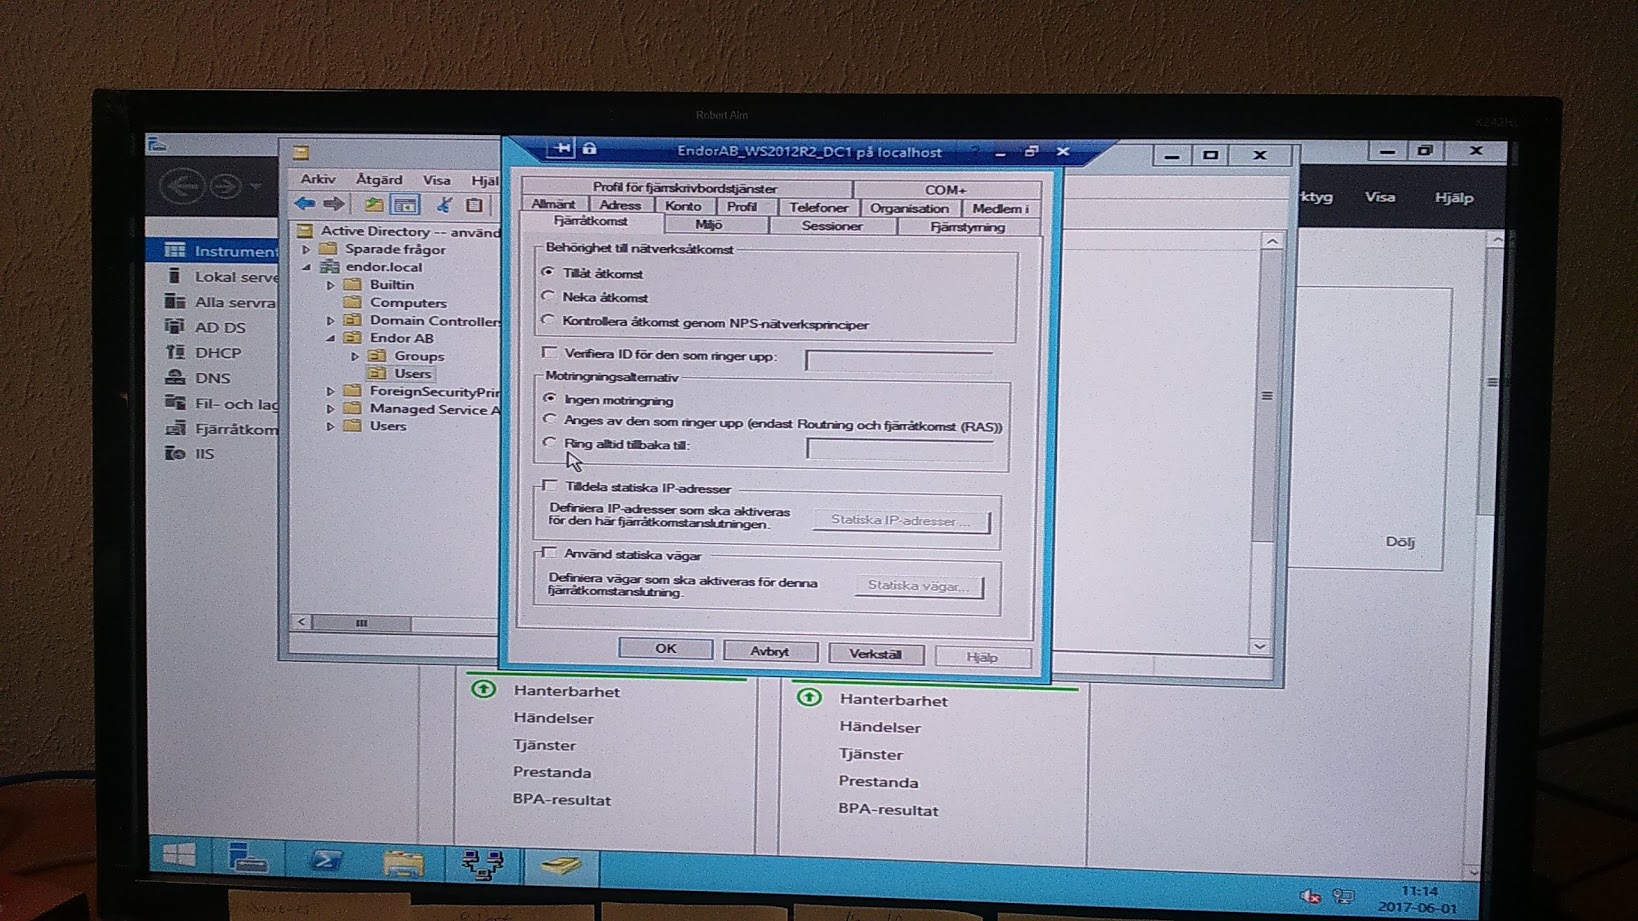 Robert Alm
EndorAB_WS2012R2_DC1 på localhost
Arkiv Åtgärd Visa Hjäl
rktyg Visa Hjälp
Profil för fjärrskrivbordstjänster COM+
Allmänt Adress Konto Profil Telefoner Organisation Medlem i
Fjärråtkomst Miljö Sessioner Fjärrstyrning
Instrument
Lokal serve
Alla servra
AD DS
DHCP
DNS
Fil- och lag
Fjärråtkom
IIS
Active Directory -- använd
Sparade frågor
endor.local
Builtin
Computers
Domain Controllers
Endor AB
Groups
Users
ForeignSecurityPrin
Managed Service A
Users
Behörighet till nätverksåtkomst
Tillåt åtkomst
Neka åtkomst
Kontrollera åtkomst genom NPS-nätverksprinciper
Verifiera ID för den som ringer upp:
Motringningsalternativ
Ingen motringning
Anges av den som ringer upp (endast Routning och fjärråtkomst (RAS))
Ring alltid tillbaka till:
Tilldela statiska IP-adresser
Definiera IP-adresser som ska aktiveras
för den här fjärråtkomstanslutningen.
Statiska IP-adresser...
Använd statiska vägar
Definiera vägar som ska aktiveras för denna
fjärråtkomstanslutning.
Statiska vägar...
OK Avbryt Verkställ Hjälp
Dölj
Hanterbarhet
Händelser
Tjänster
Prestanda
BPA-resultat
Hanterbarhet
Händelser
Tjänster
Prestanda
BPA-resultat
11:14
2017-06-01